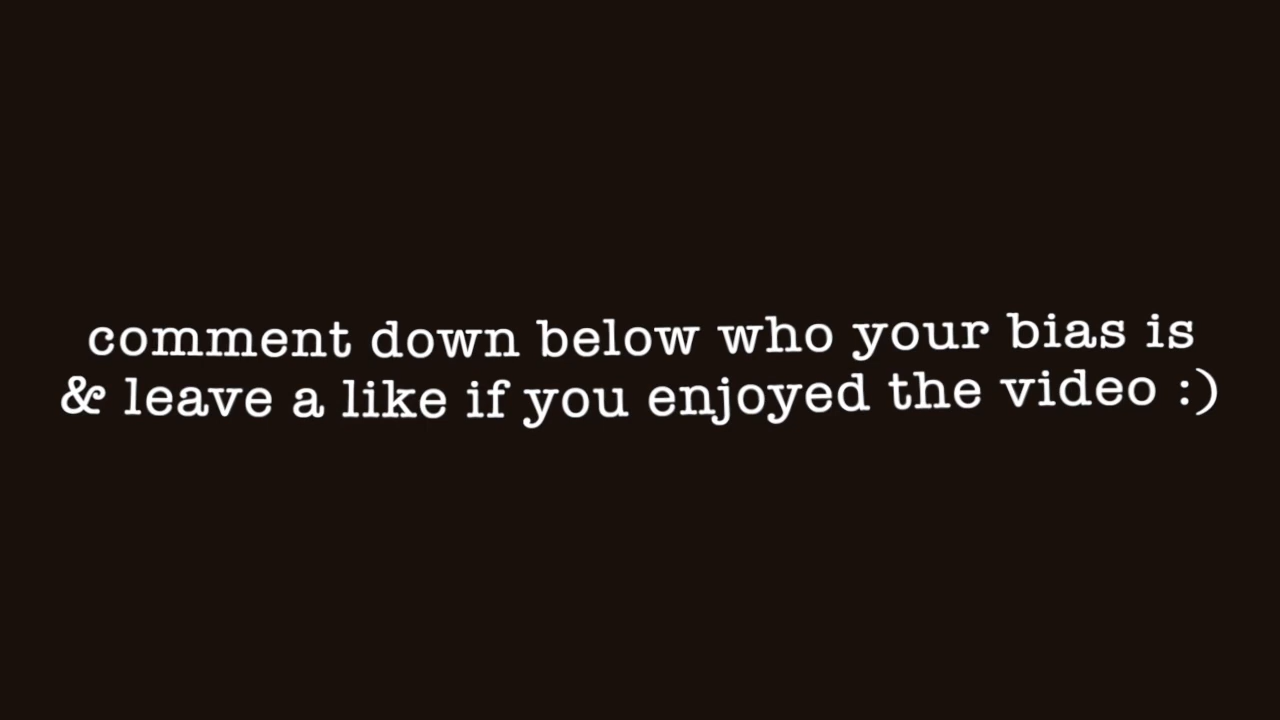 comment down below who your bias is
& leave a like if you enjoyed the video :)